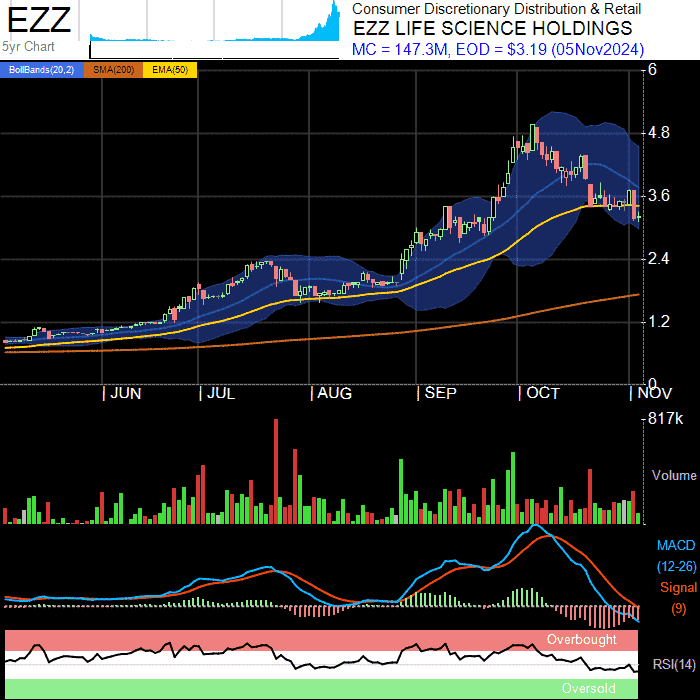 EZZ
5yr Chart
Consumer Discretionary Distribution & Retail
EZZ LIFE SCIENCE HOLDINGS
MC = 147.3M, EOD = $3.19 (05Nov2024)
BollBands(20,2) SMA(200) EMA(50)
6
4.8
3.6
2.4
1.2
0
JUN JUL AUG SEP OCT NOV
817k
Volume
MACD
(12-26)
Signal
(9)
Overbought
RSI(14)
Oversold